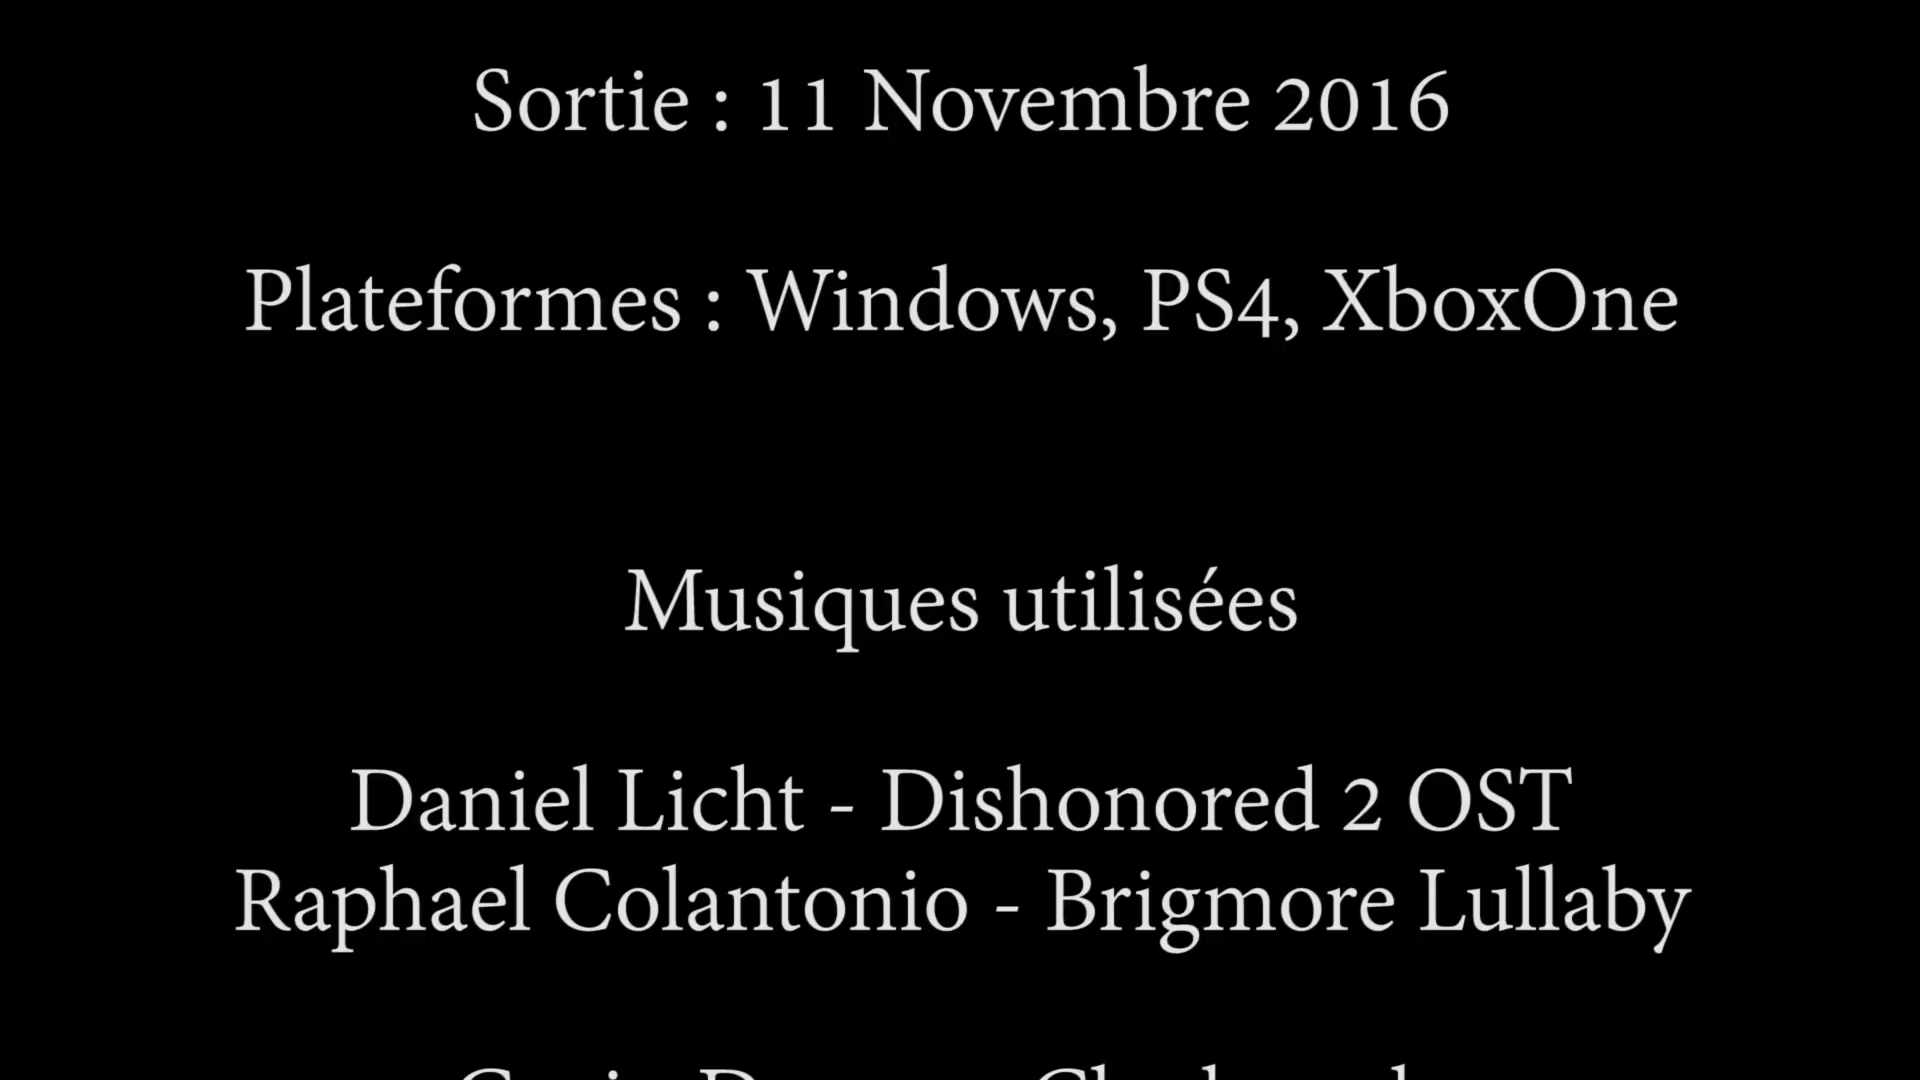 Sortie : 11 Novembre 2016
Plateformes : Windows, PS4, XboxOne
Musiques utilisées
Daniel Licht - Dishonored 2 OST
Raphael Colantonio - Brigmore Lullaby